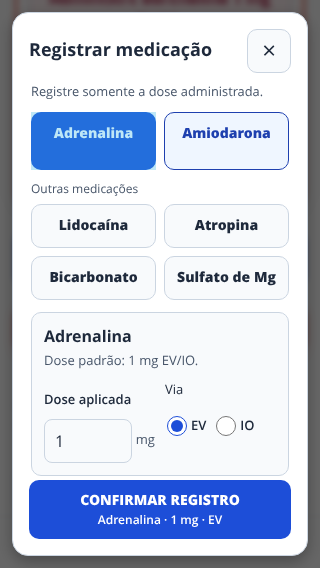 Registrar medicação
Registre somente a dose administrada.
Adrenalina
Amiodarona
Outras medicações
Lidocaína
Atropina
Bicarbonato
Sulfato de Mg
Adrenalina
Dose padrão: 1 mg EV/IO.
Dose aplicada
Via
1 mg
EV
IO
CONFIRMAR REGISTRO
Adrenalina · 1 mg · EV